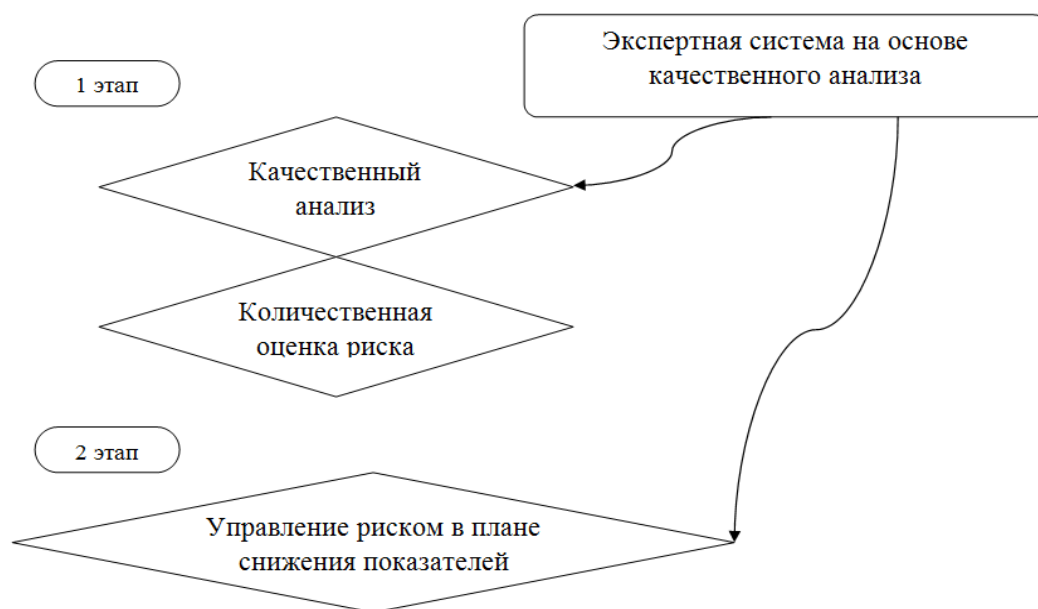 Экспертная система на основе
качественного анализа
1 этап
Качественный
анализ
Количественная
оценка риска
2 этап
Управление риском в плане
снижения показателей